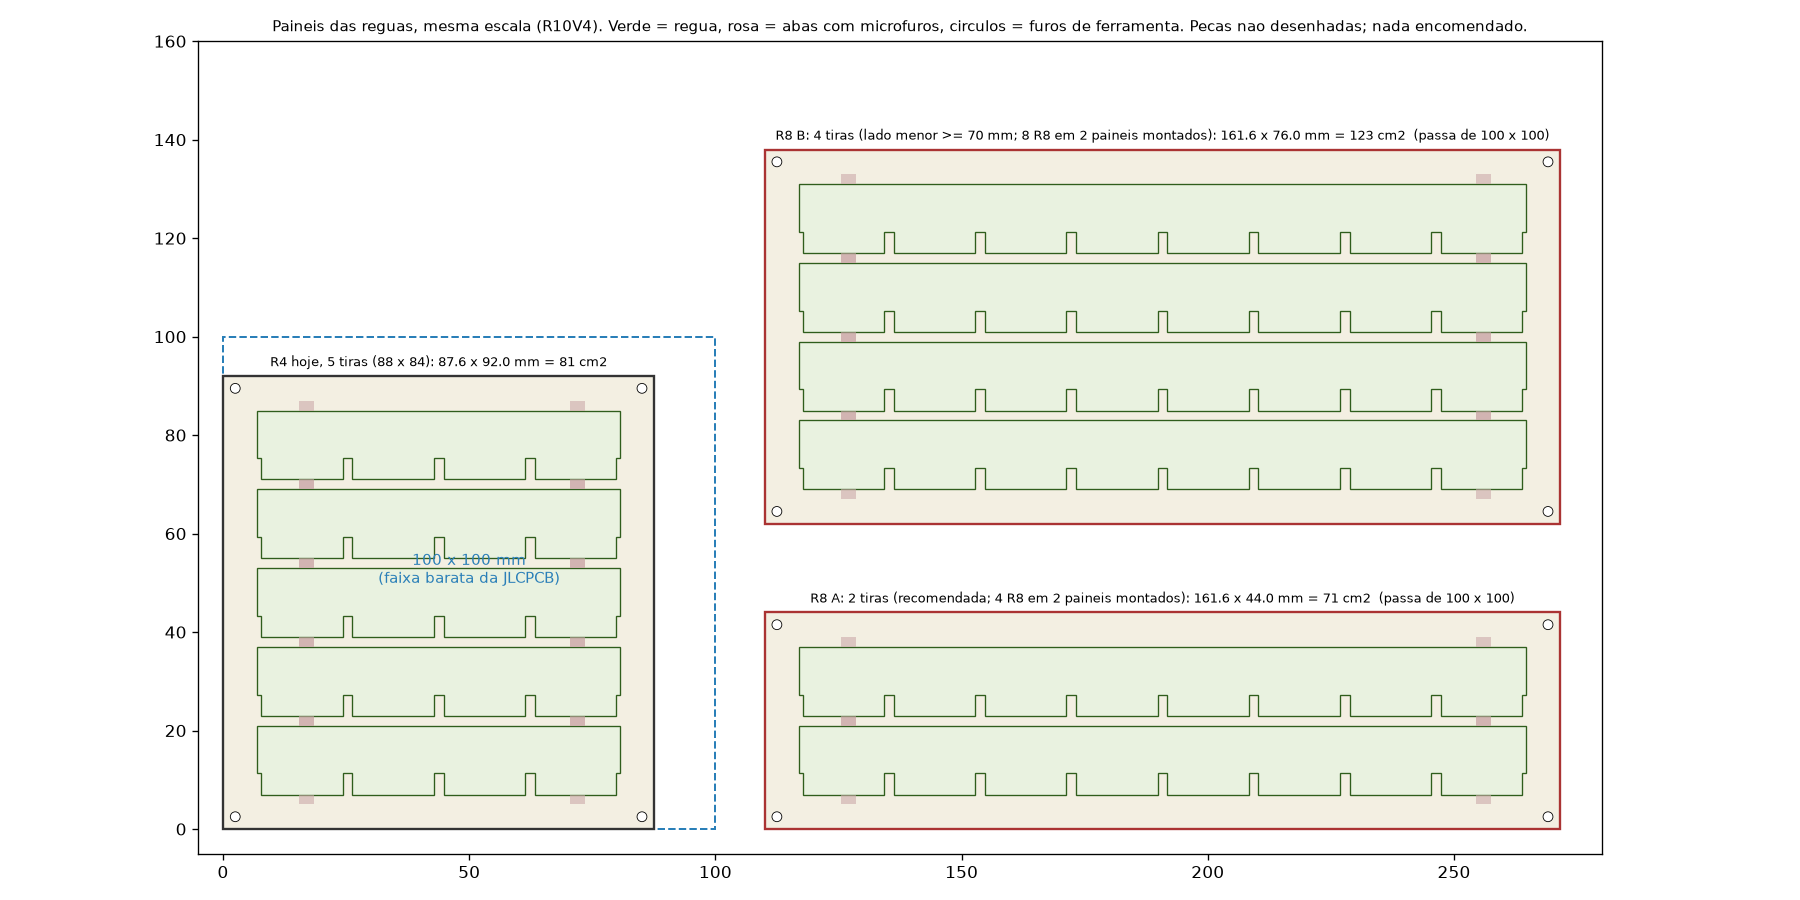 Paineis das reguas, mesma escala (R10V4). Verde = regua, rosa = abas com microfuros, circulos = furos de ferramenta. Pecas nao desenhadas; nada encomendado.
160
140
120
100
80
60
40
20
0
R8 B: 4 tiras (lado menor >= 70 mm; 8 R8 em 2 paineis montados): 161.6 x 76.0 mm = 123 cm2 (passa de 100 x 100)
R4 hoje, 5 tiras (88 x 84): 87.6 x 92.0 mm = 81 cm2
100 x 100 mm
(faixa barata da JLCPCB)
R8 A: 2 tiras (recomendada; 4 R8 em 2 paineis montados): 161.6 x 44.0 mm = 71 cm2 (passa de 100 x 100)
0
50
100
150
200
250